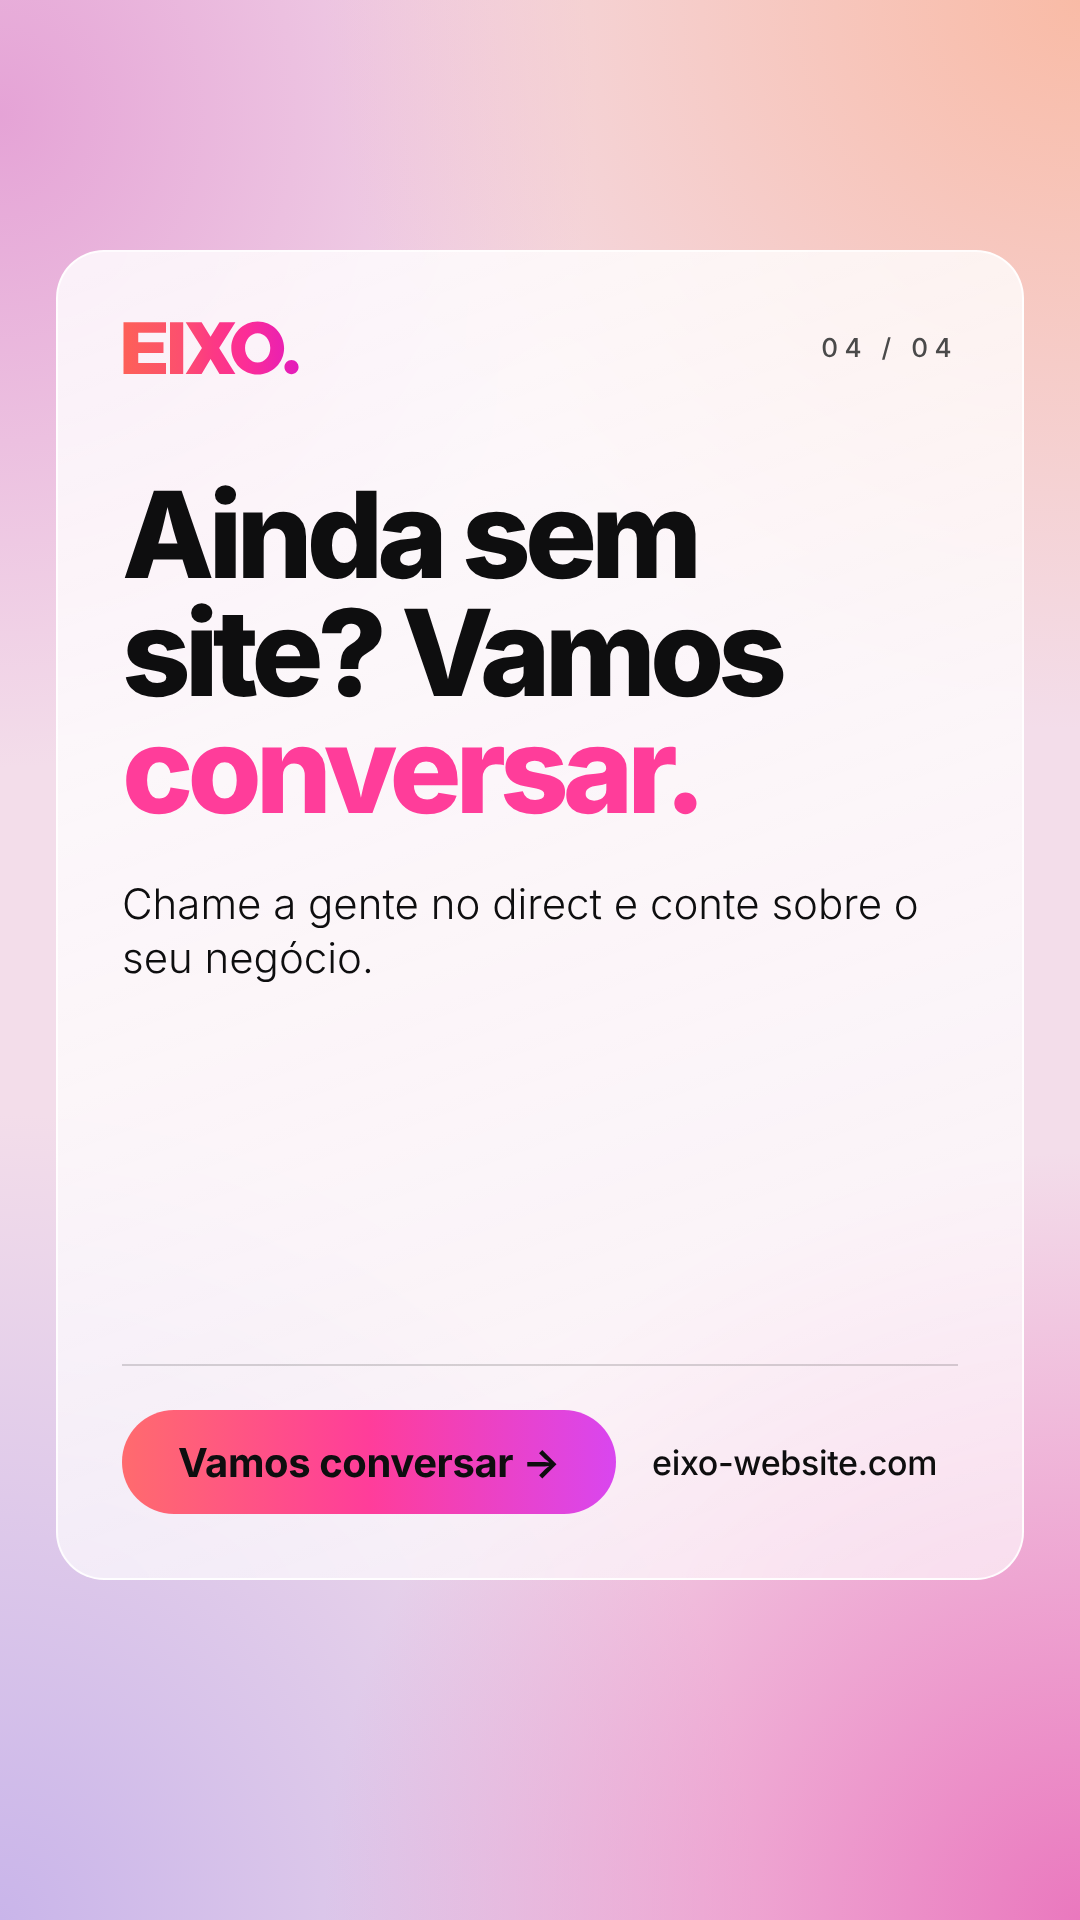 EIXO.
04 / 04
Ainda sem
site? Vamos
conversar.
Chame a gente no direct e conte sobre o
seu negócio.
Vamos conversar →
eixo-website.com